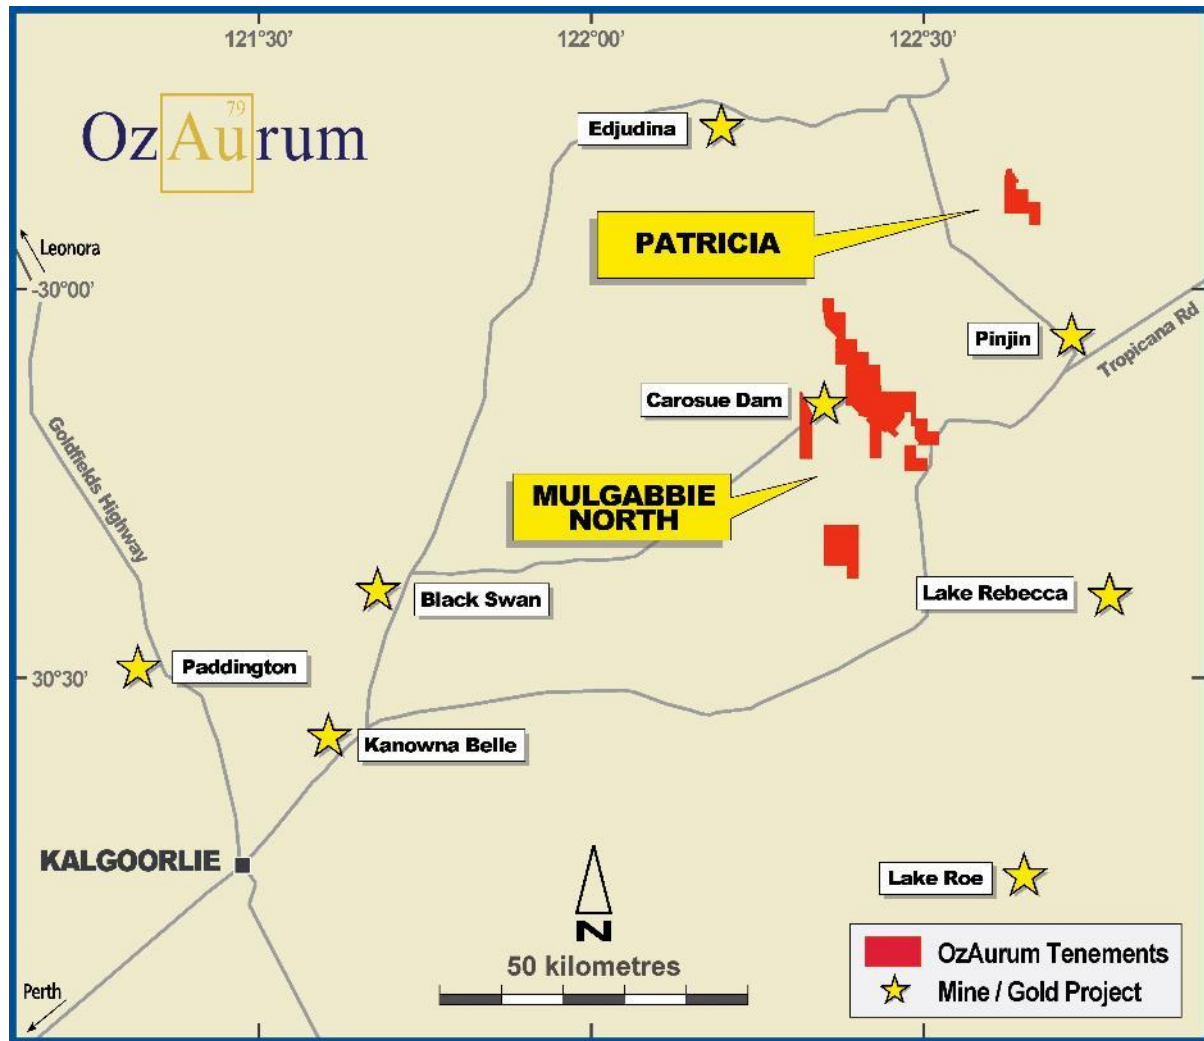 121°30'
122°00'
122°30'
79
OzAurum
Edjudina
PATRICIA
Leonora
-30°00'
Pinjin
Tropicana Rd
Carosue Dam
Goldfields Highway
MULGABBIE
NORTH
Black Swan
Lake Rebecca
Paddington
30°30'
Kanowna Belle
KALGOORLIE
Lake Roe
N
50 kilometres
OzAurum Tenements
Mine / Gold Project
Perth